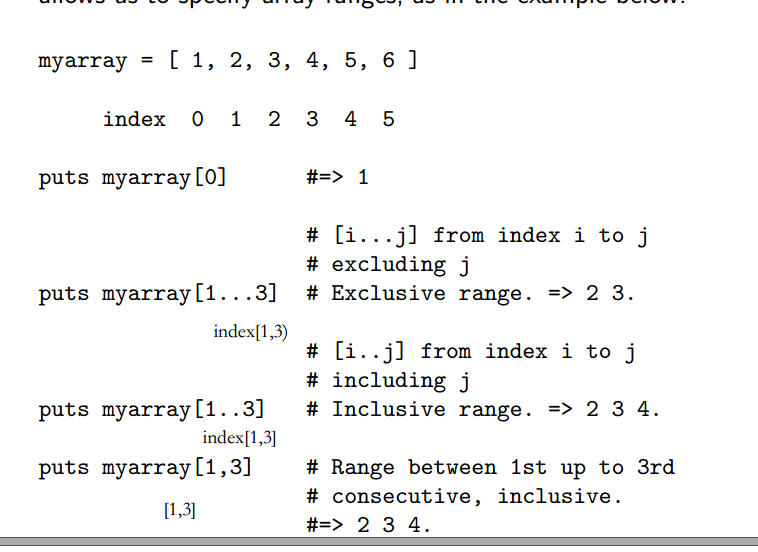 allows us to specify array ranges, as in the example below:
myarray = [ 1, 2, 3, 4, 5, 6 ]
index 0 1 2 3 4 5
puts myarray[0] #=> 1
# [i...j] from index i to j
# excluding j
puts myarray[1...3] # Exclusive range. => 2 3.
index[1,3)
# [i..j] from index i to j
# including j
puts myarray[1..3] # Inclusive range. => 2 3 4.
index[1,3]
puts myarray[1,3] # Range between 1st up to 3rd
# consecutive, inclusive.
[1,3]
#=> 2 3 4.